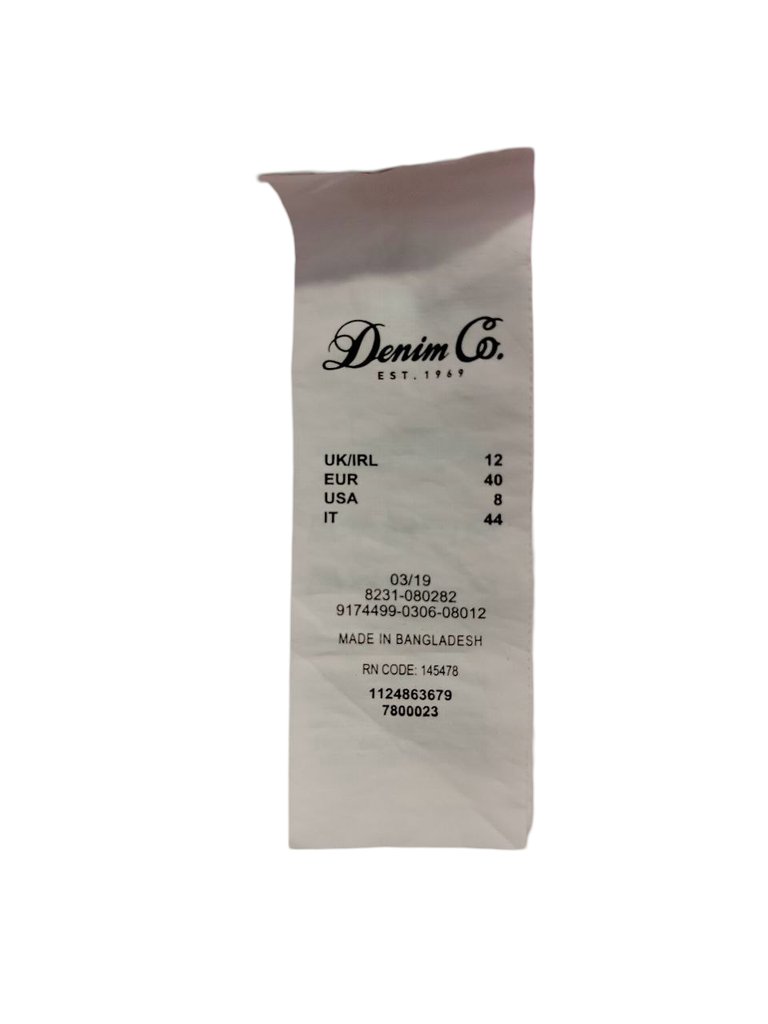 Denim Co.
EST. 1969
UK/IRL 12
EUR 40
USA 8
IT 44
03/19
8231-080282
9174499-0306-08012
MADE IN BANGLADESH
RN CODE: 145478
1124863679
7800023